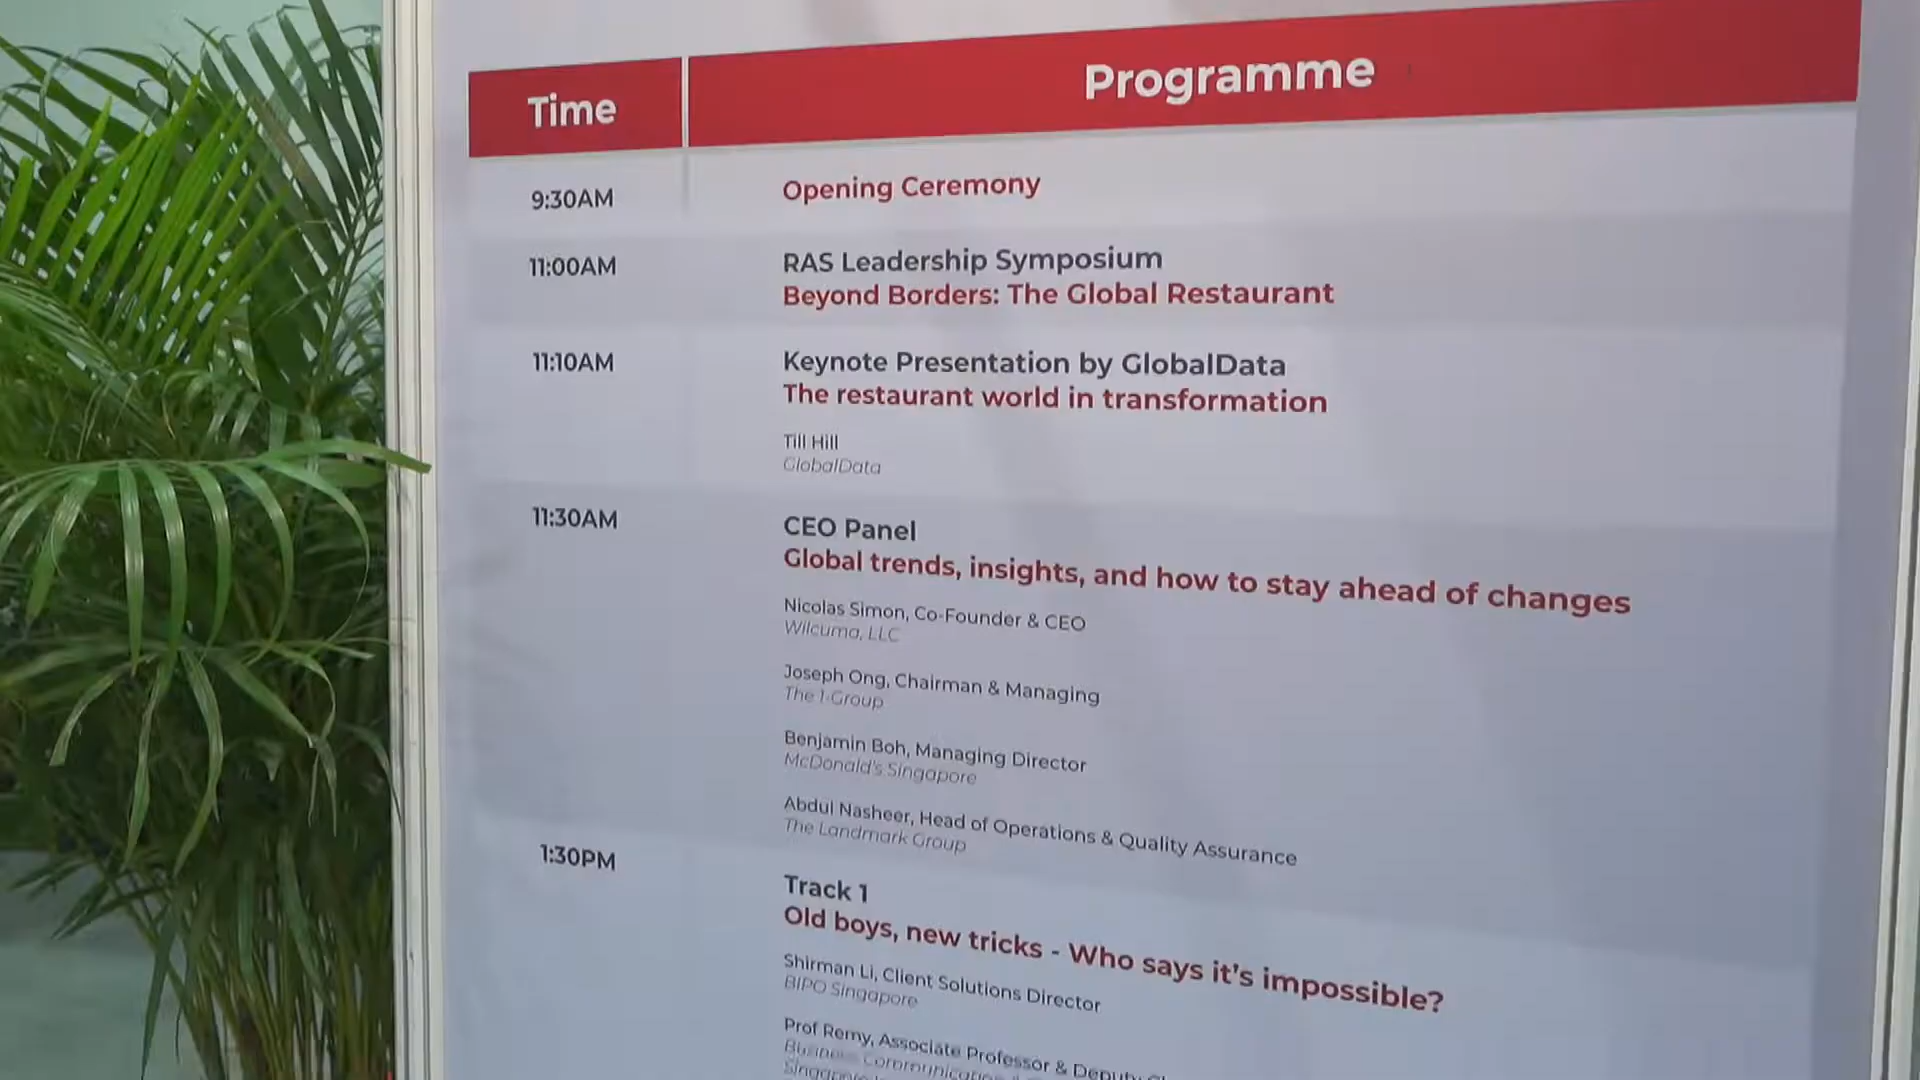 Time
Programme
9:30AM
Opening Ceremony
11:00AM
RAS Leadership Symposium
Beyond Borders: The Global Restaurant
11:10AM
Keynote Presentation by GlobalData
The restaurant world in transformation
Till Hill
GlobalData
11:30AM
CEO Panel
Global trends, insights, and how to stay ahead of changes
Nicolas Simon, Co-Founder & CEO
Wilcuma, LLC
Joseph Ong, Chairman & Managing
The 1-Group
Benjamin Boh, Managing Director
McDonald's Singapore
Abdul Nasheer, Head of Operations & Quality Assurance
The Landmark Group
1:30PM
Track 1
Old boys, new tricks - Who says it's impossible?
Shirman Li, Client Solutions Director
BIPO Singapore
Prof Remy, Associate Professor & Deputy
Business Communication